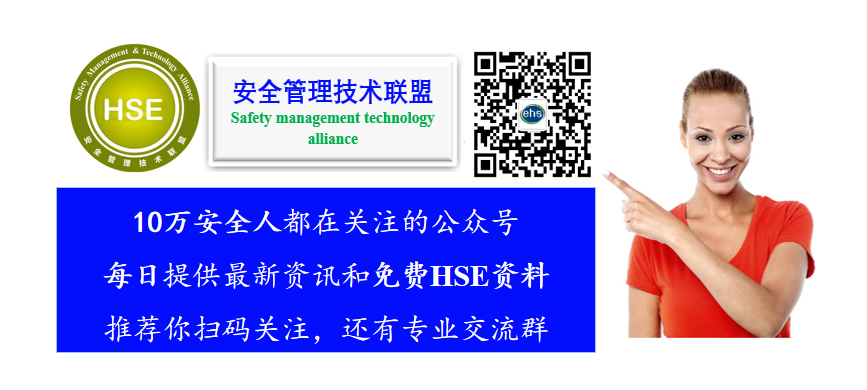 Safety Management & Technology Alliance
HSE
安全管理技术联盟
安全管理技术联盟
Safety management technology
alliance
ehs
10万安全人都在关注的公众号
每日提供最新资讯和免费HSE资料
推荐你扫码关注，还有专业交流群